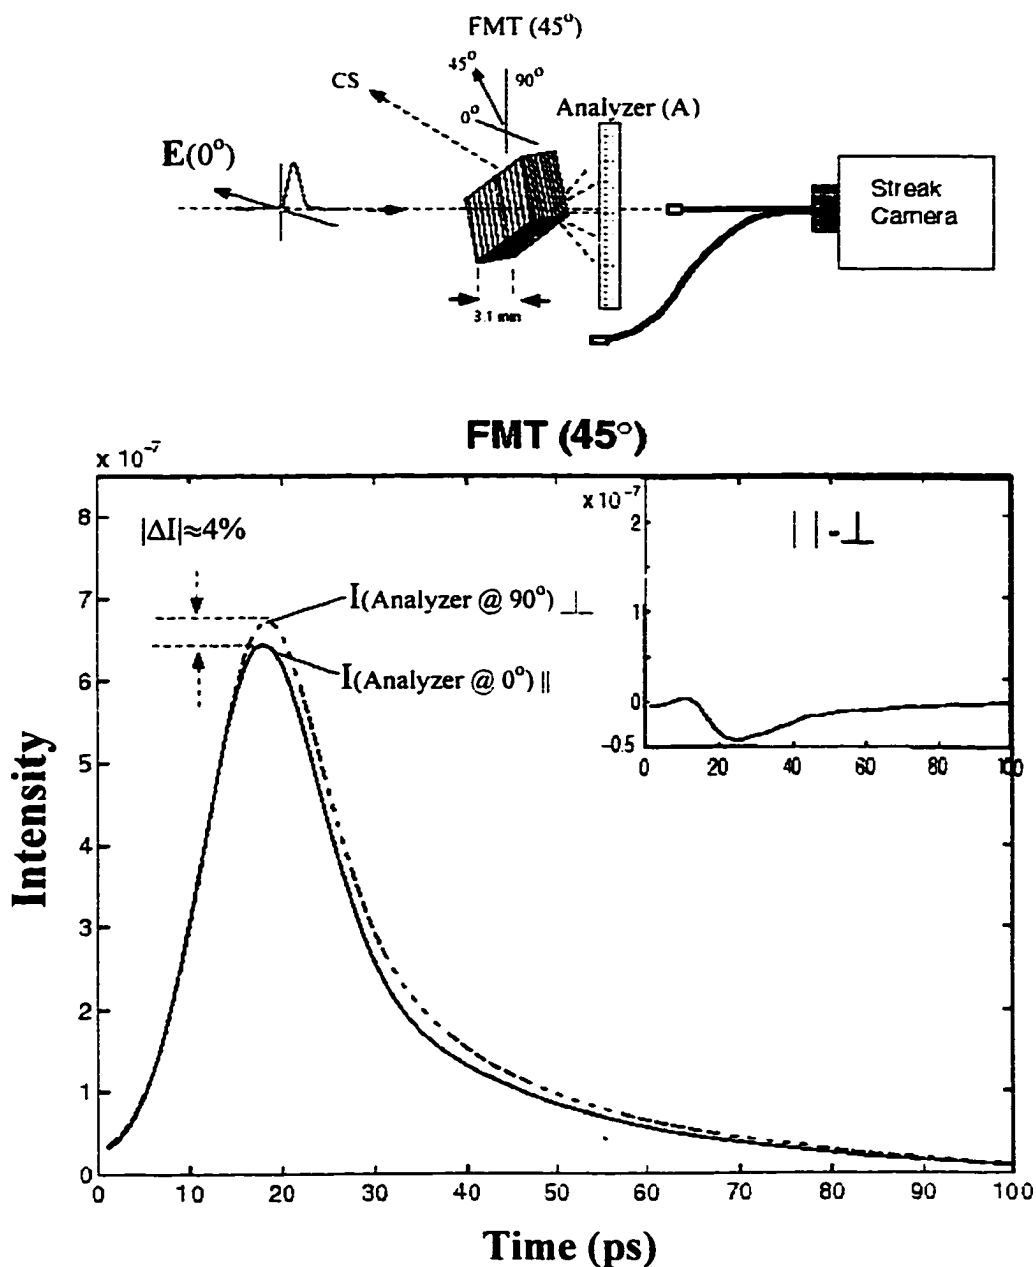 FMT (45°)
45°
90°
CS
0°
Analyzer (A)
E(0°)
Streak
Camera
3.1 mm
FMT (45°)
x 10⁻⁷
8
7
6
5
4
3
2
1
0
|ΔI|≈4%
I(Analyzer @ 90°) ⊥
I(Analyzer @ 0°) ||
x 10⁻⁷
2
1
0
-0.5
| | - ⊥
0 20 40 60 80 100
0 10 20 30 40 50 60 70 80 90 100
Intensity
Time (ps)